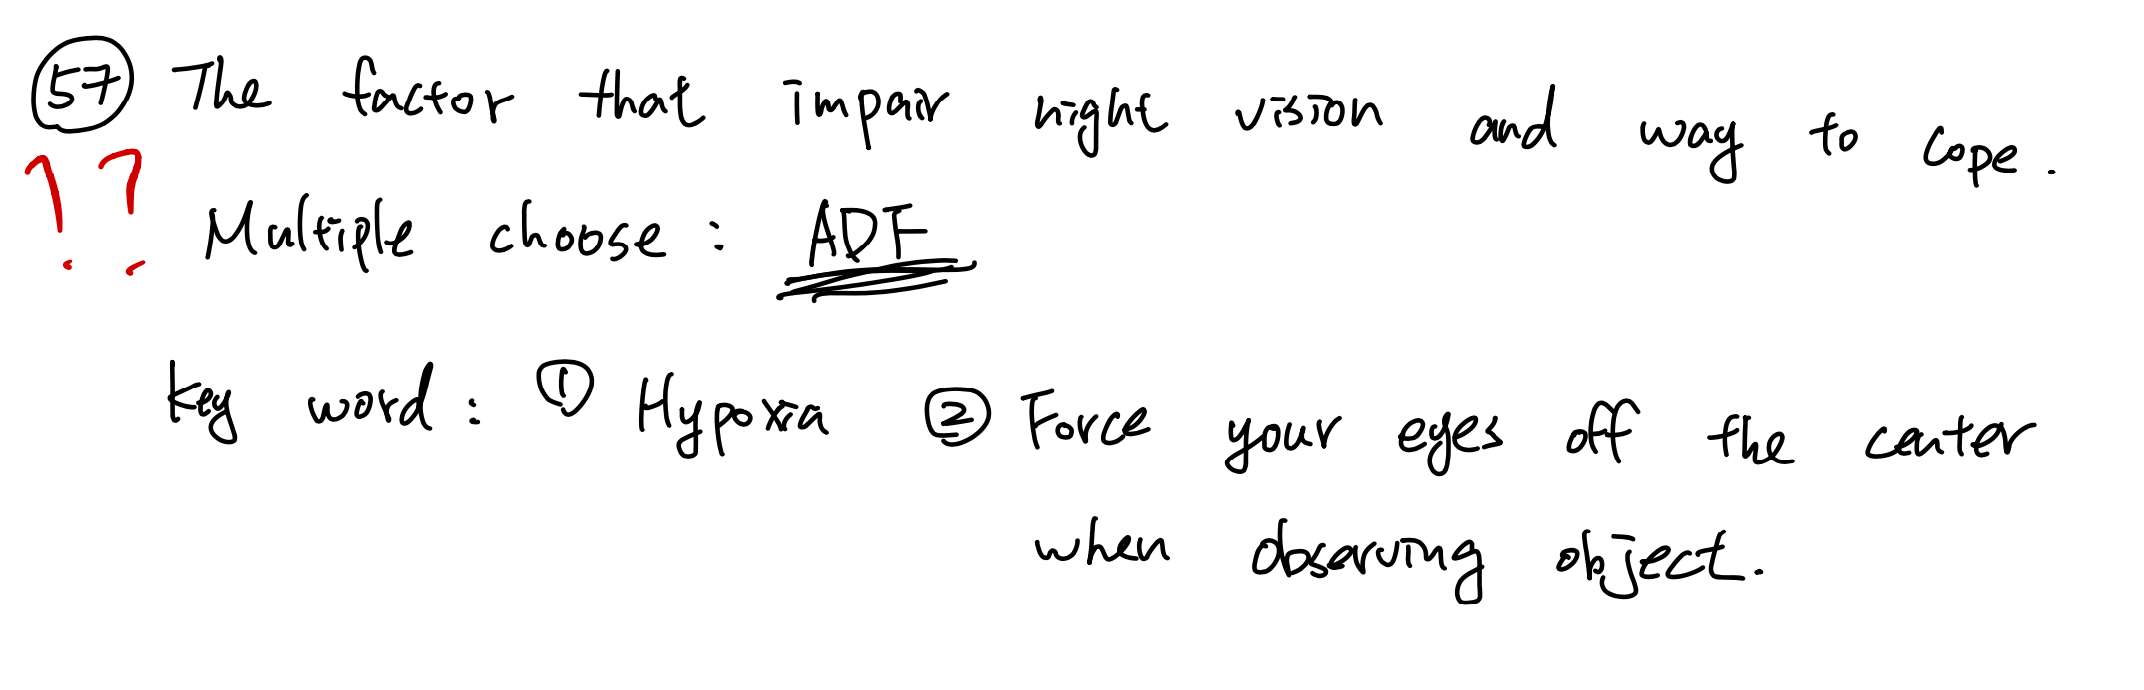 57 The factor that impair night vision and way to cope.
!? Multiple choose : ADF
key word : ① Hypoxia ② Force your eyes off the center
when observing object.